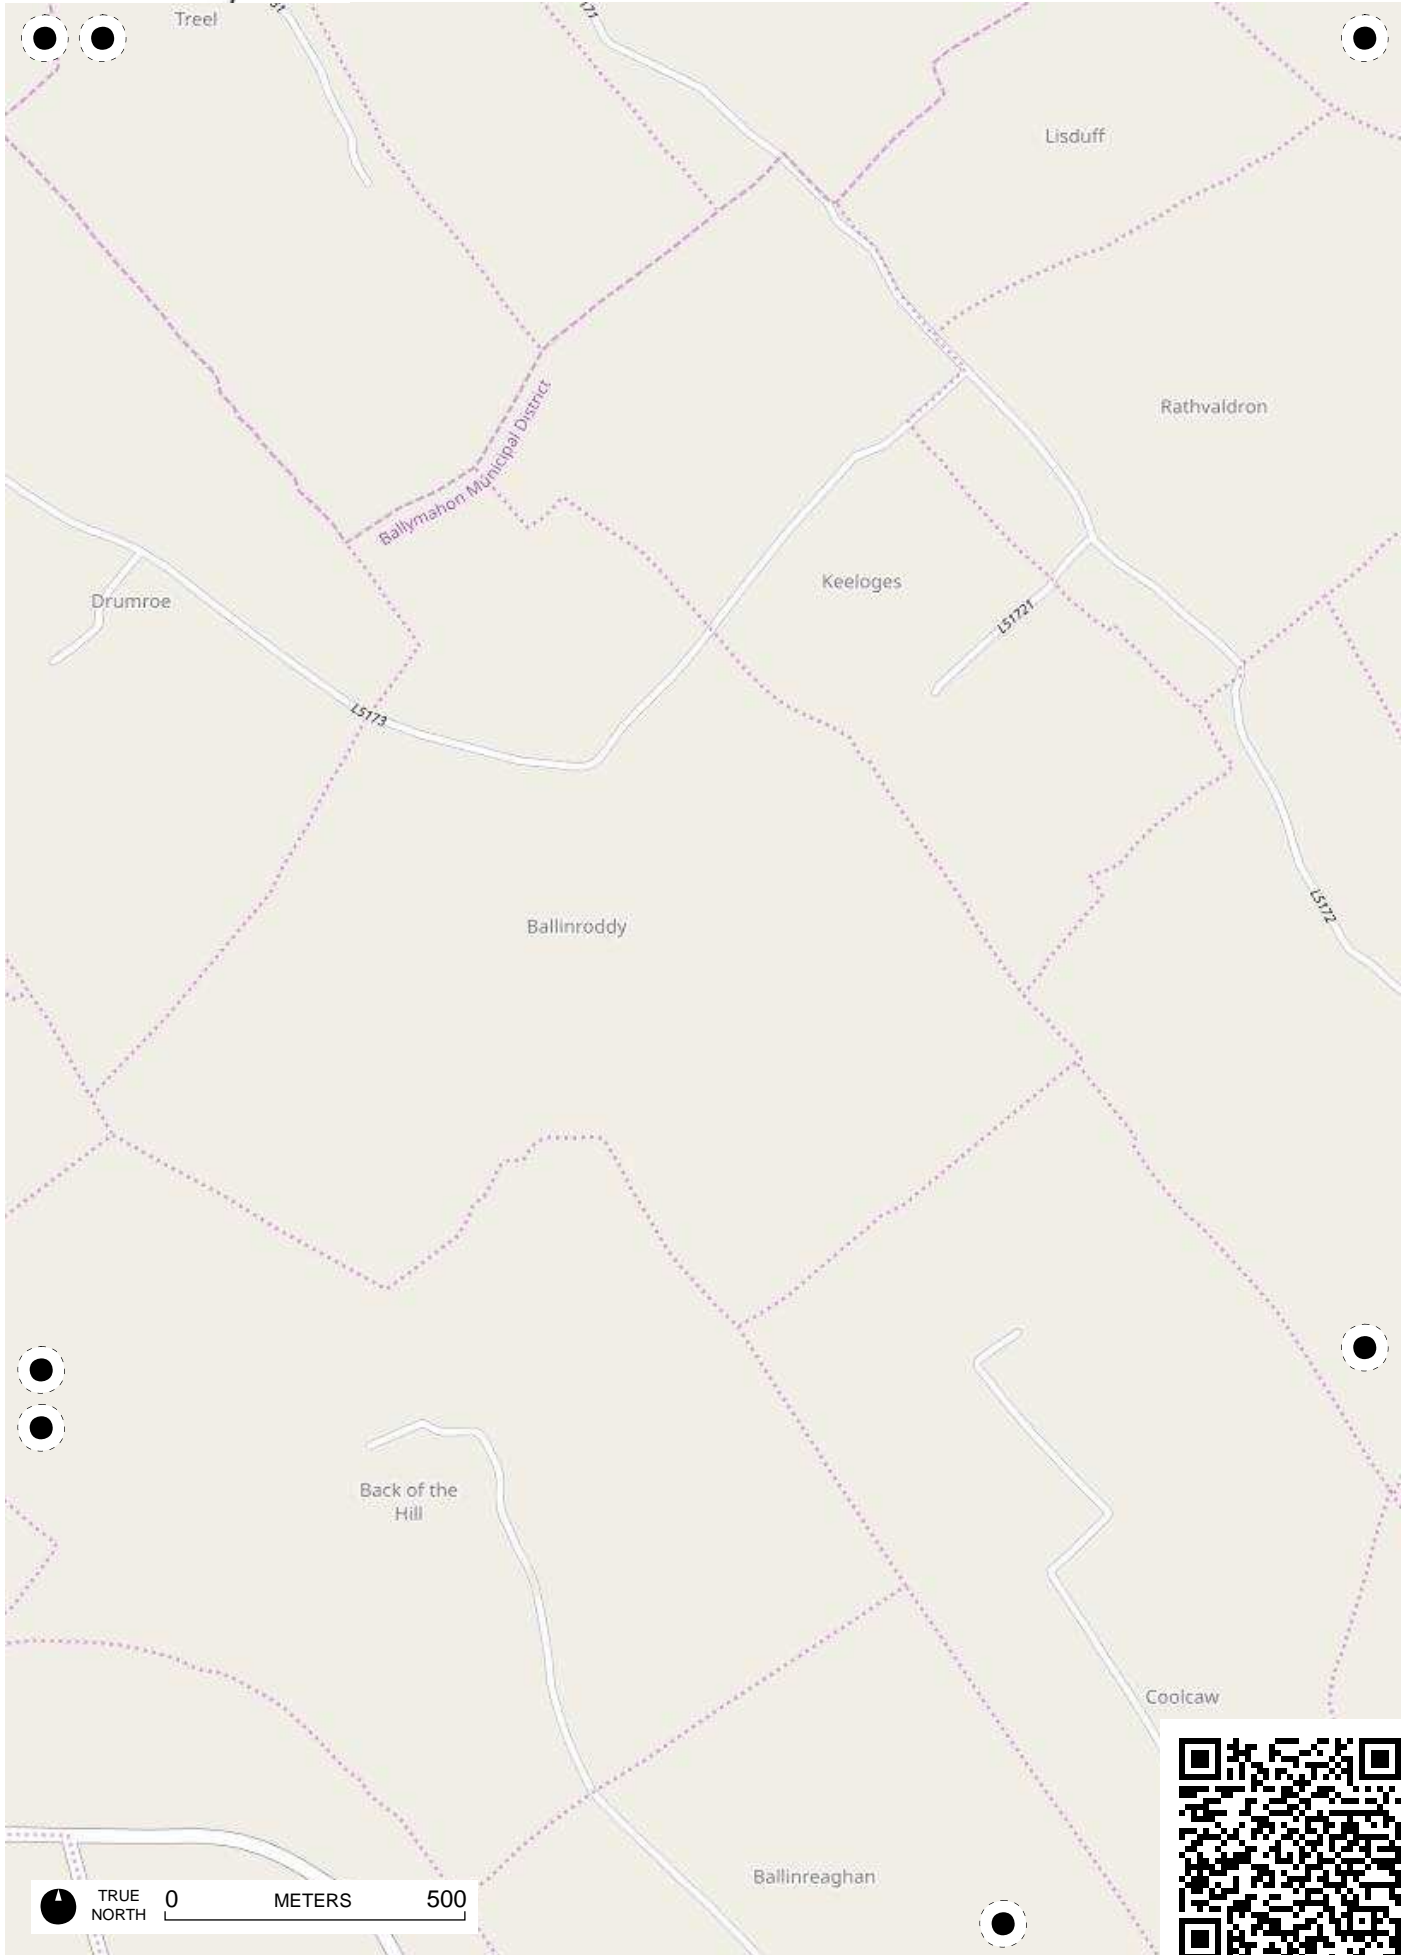 Treel
171
Lisduff
Rathvaldron
Ballymahon Municipal District
Keeloges
Drumroe
L51721
L5173
L5172
Ballinroddy
Back of the
Hill
Coolcaw
Ballinreaghan
TRUE
NORTH
0 METERS 500